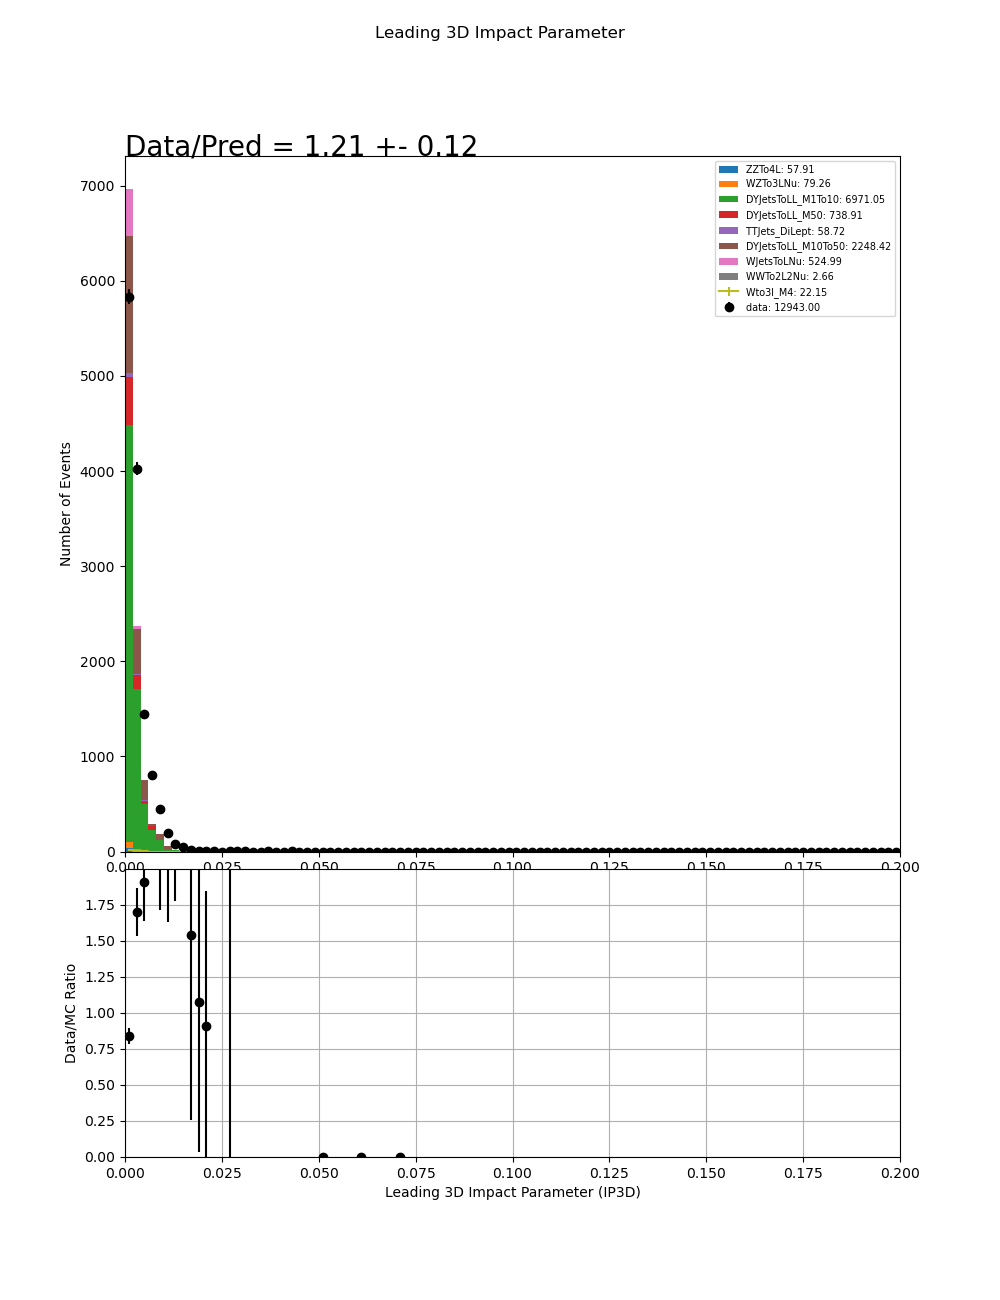 Leading 3D Impact Parameter
Data/Pred = 1.21 +- 0.12
7000
6000
5000
4000
3000
2000
1000
0
Number of Events
ZZTo4L: 57.91
WZTo3LNu: 79.26
DYJetsToLL_M1To10: 6971.05
DYJetsToLL_M50: 738.91
TTJets_DiLept: 58.72
DYJetsToLL_M10To50: 2248.42
WJetsToLNu: 524.99
WWTo2L2Nu: 2.66
Wto3l_M4: 22.15
data: 12943.00
0.000 0.025 0.050 0.075 0.100 0.125 0.150 0.175 0.200
1.75
1.50
1.25
1.00
0.75
0.50
0.25
0.00
Data/MC Ratio
0.000 0.025 0.050 0.075 0.100 0.125 0.150 0.175 0.200
Leading 3D Impact Parameter (IP3D)